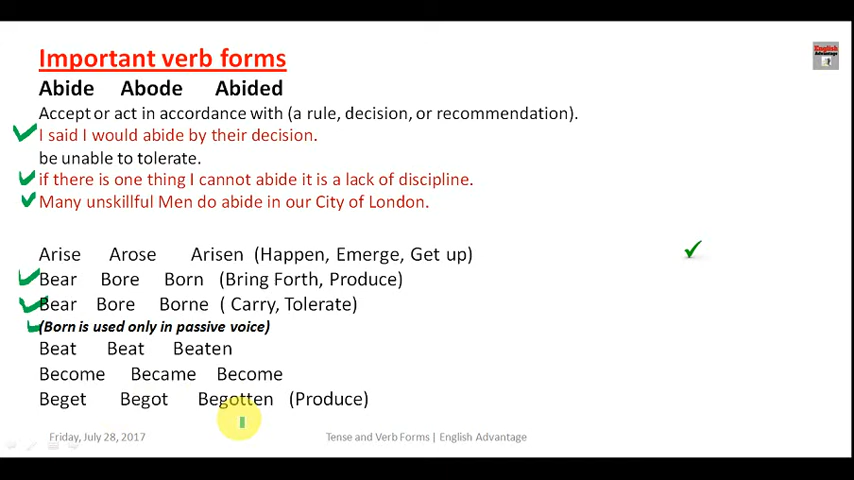 Important verb forms
English
Advantage
Abide Abode Abided
Accept or act in accordance with (a rule, decision, or recommendation).
I said I would abide by their decision.
be unable to tolerate.
if there is one thing I cannot abide it is a lack of discipline.
Many unskillful Men do abide in our City of London.
Arise Arose Arisen (Happen, Emerge, Get up)
Bear Bore Born (Bring Forth, Produce)
Bear Bore Borne ( Carry, Tolerate)
(Born is used only in passive voice)
Beat Beat Beaten
Become Became Become
Beget Begot Begotten (Produce)
Friday, July 28, 2017 Tense and Verb Forms | English Advantage